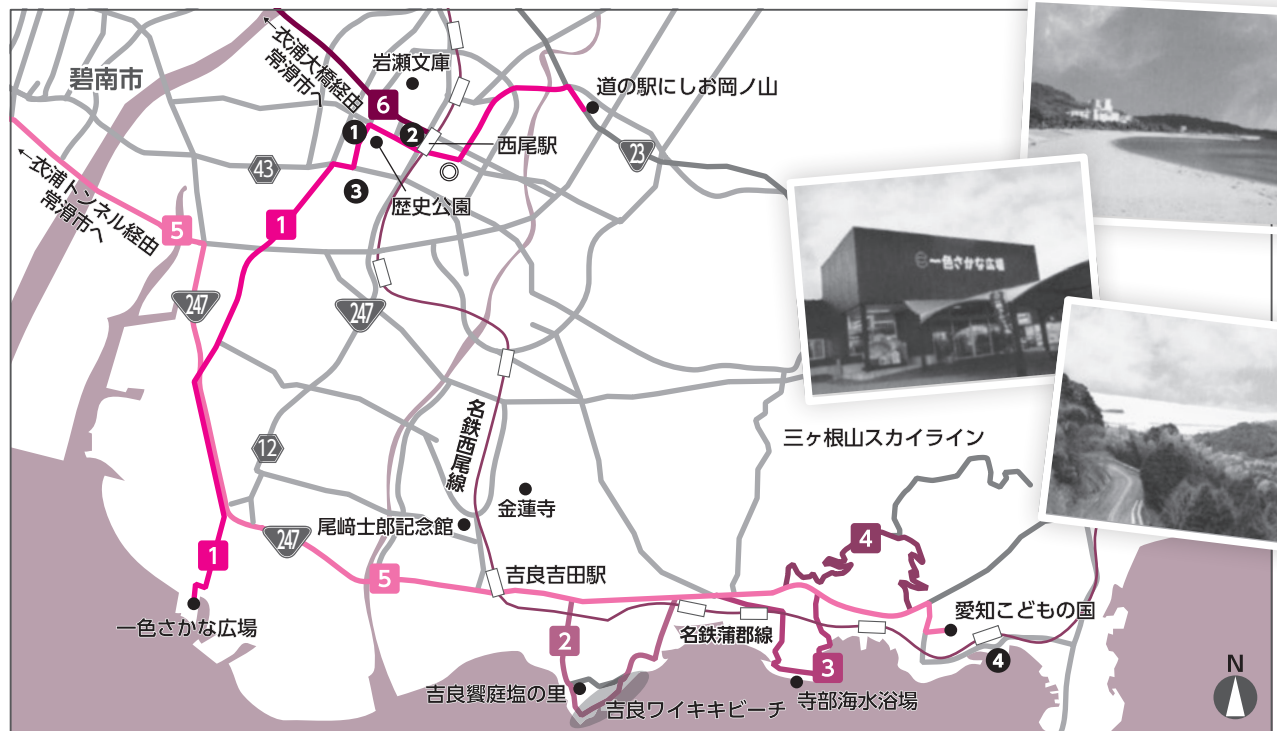 ←衣浦大橋経由
常滑市へ
碧南市
岩瀬文庫
道の駅にしお岡ノ山
6
1
2
西尾駅
23
43
3
歴史公園
←衣浦トンネル経由
常滑市へ
5
1
一色さかな広場
247
247
名鉄西尾線
12
三ヶ根山スカイライン
金蓮寺
尾﨑士郎記念館
247
4
1
5
吉良吉田駅
愛知こどもの国
一色さかな広場
2
名鉄蒲郡線
3
4
N
吉良饗庭塩の里
吉良ワイキキビーチ
寺部海水浴場